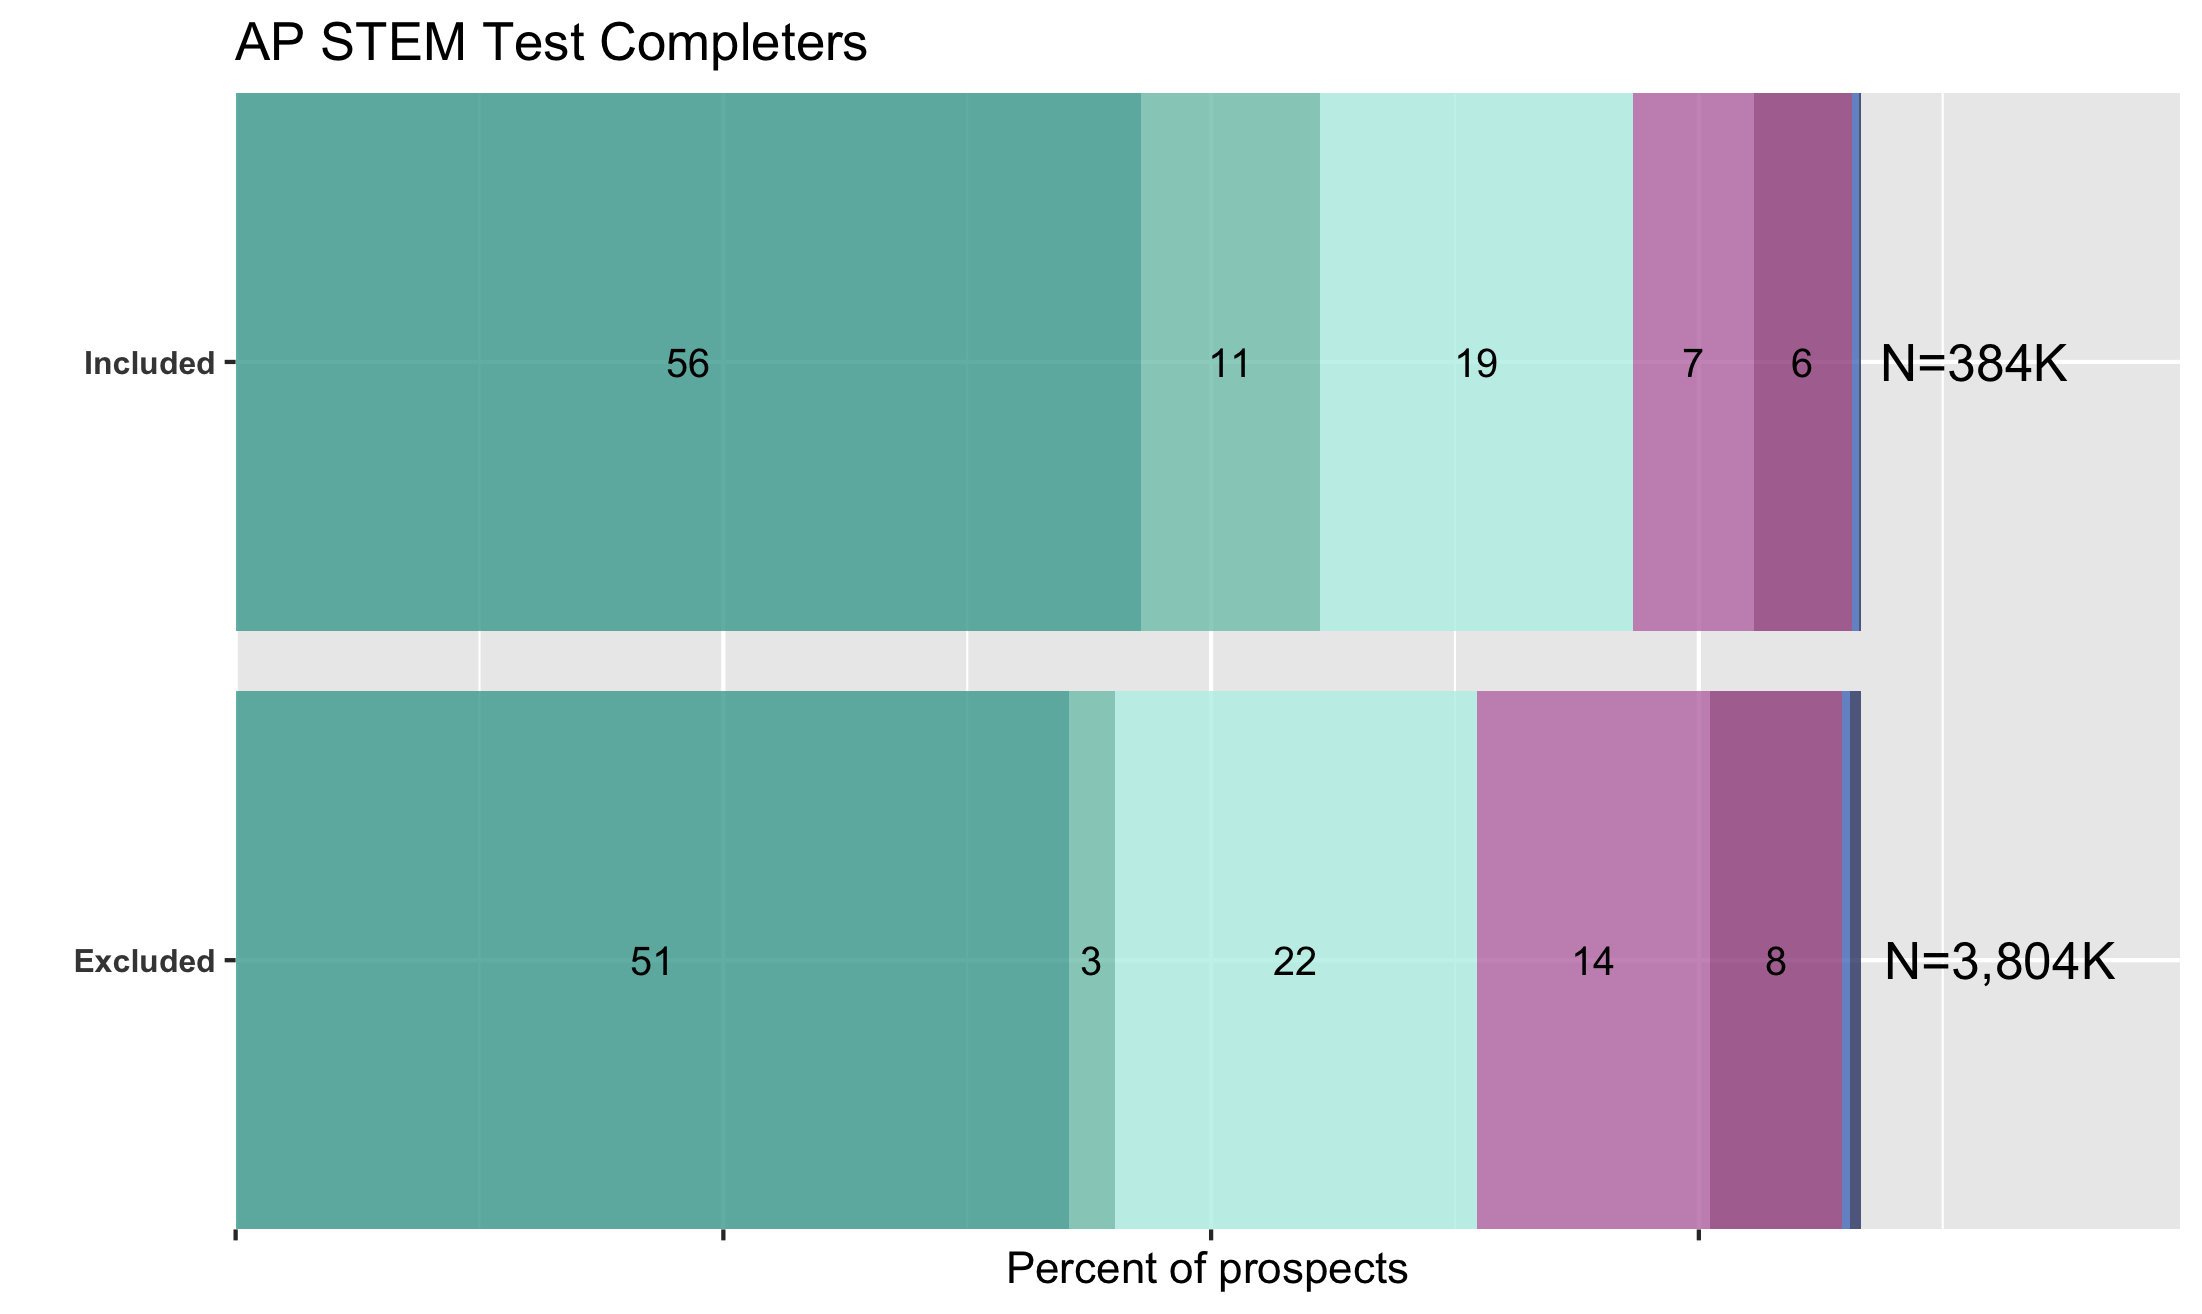 AP STEM Test Completers
Included
56 11 19 7 6 N=384K
Excluded
51 3 22 14 8 N=3,804K
Percent of prospects